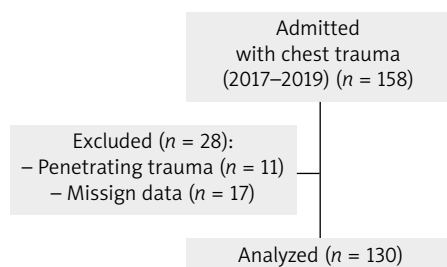 Admitted
with chest trauma
(2017–2019) (n = 158)
Excluded (n = 28):
– Penetrating trauma (n = 11)
– Missign data (n = 17)
Analyzed (n = 130)